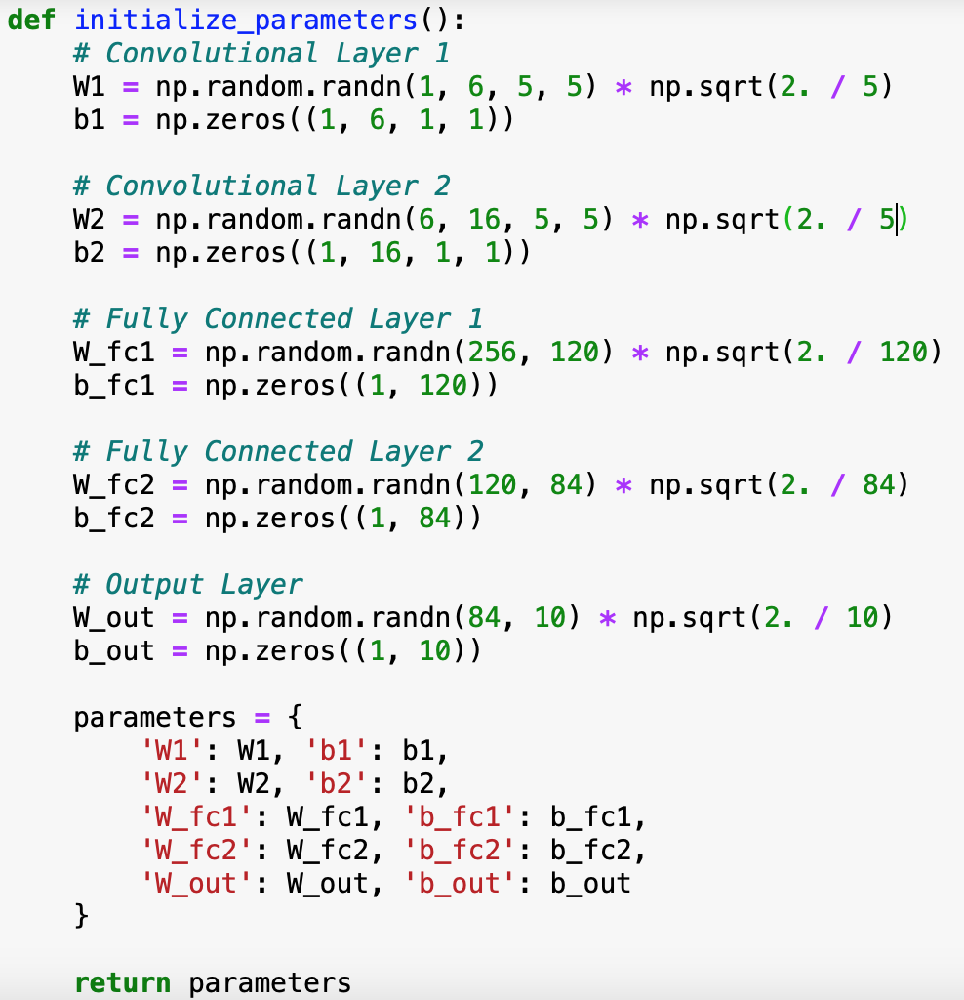 def initialize_parameters():
    # Convolutional Layer 1
    W1 = np.random.randn(1, 6, 5, 5) * np.sqrt(2. / 5)
    b1 = np.zeros((1, 6, 1, 1))

    # Convolutional Layer 2
    W2 = np.random.randn(6, 16, 5, 5) * np.sqrt(2. / 5)
    b2 = np.zeros((1, 16, 1, 1))

    # Fully Connected Layer 1
    W_fc1 = np.random.randn(256, 120) * np.sqrt(2. / 120)
    b_fc1 = np.zeros((1, 120))

    # Fully Connected Layer 2
    W_fc2 = np.random.randn(120, 84) * np.sqrt(2. / 84)
    b_fc2 = np.zeros((1, 84))

    # Output Layer
    W_out = np.random.randn(84, 10) * np.sqrt(2. / 10)
    b_out = np.zeros((1, 10))

    parameters = {
        'W1': W1, 'b1': b1,
        'W2': W2, 'b2': b2,
        'W_fc1': W_fc1, 'b_fc1': b_fc1,
        'W_fc2': W_fc2, 'b_fc2': b_fc2,
        'W_out': W_out, 'b_out': b_out
    }

    return parameters